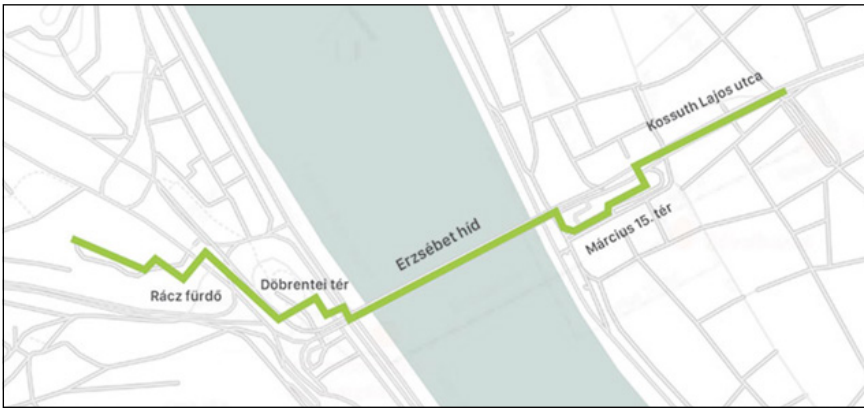 Kossuth Lajos utca
Március 15. tér
Erzsébet híd
Döbrentei tér
Rácz fürdő